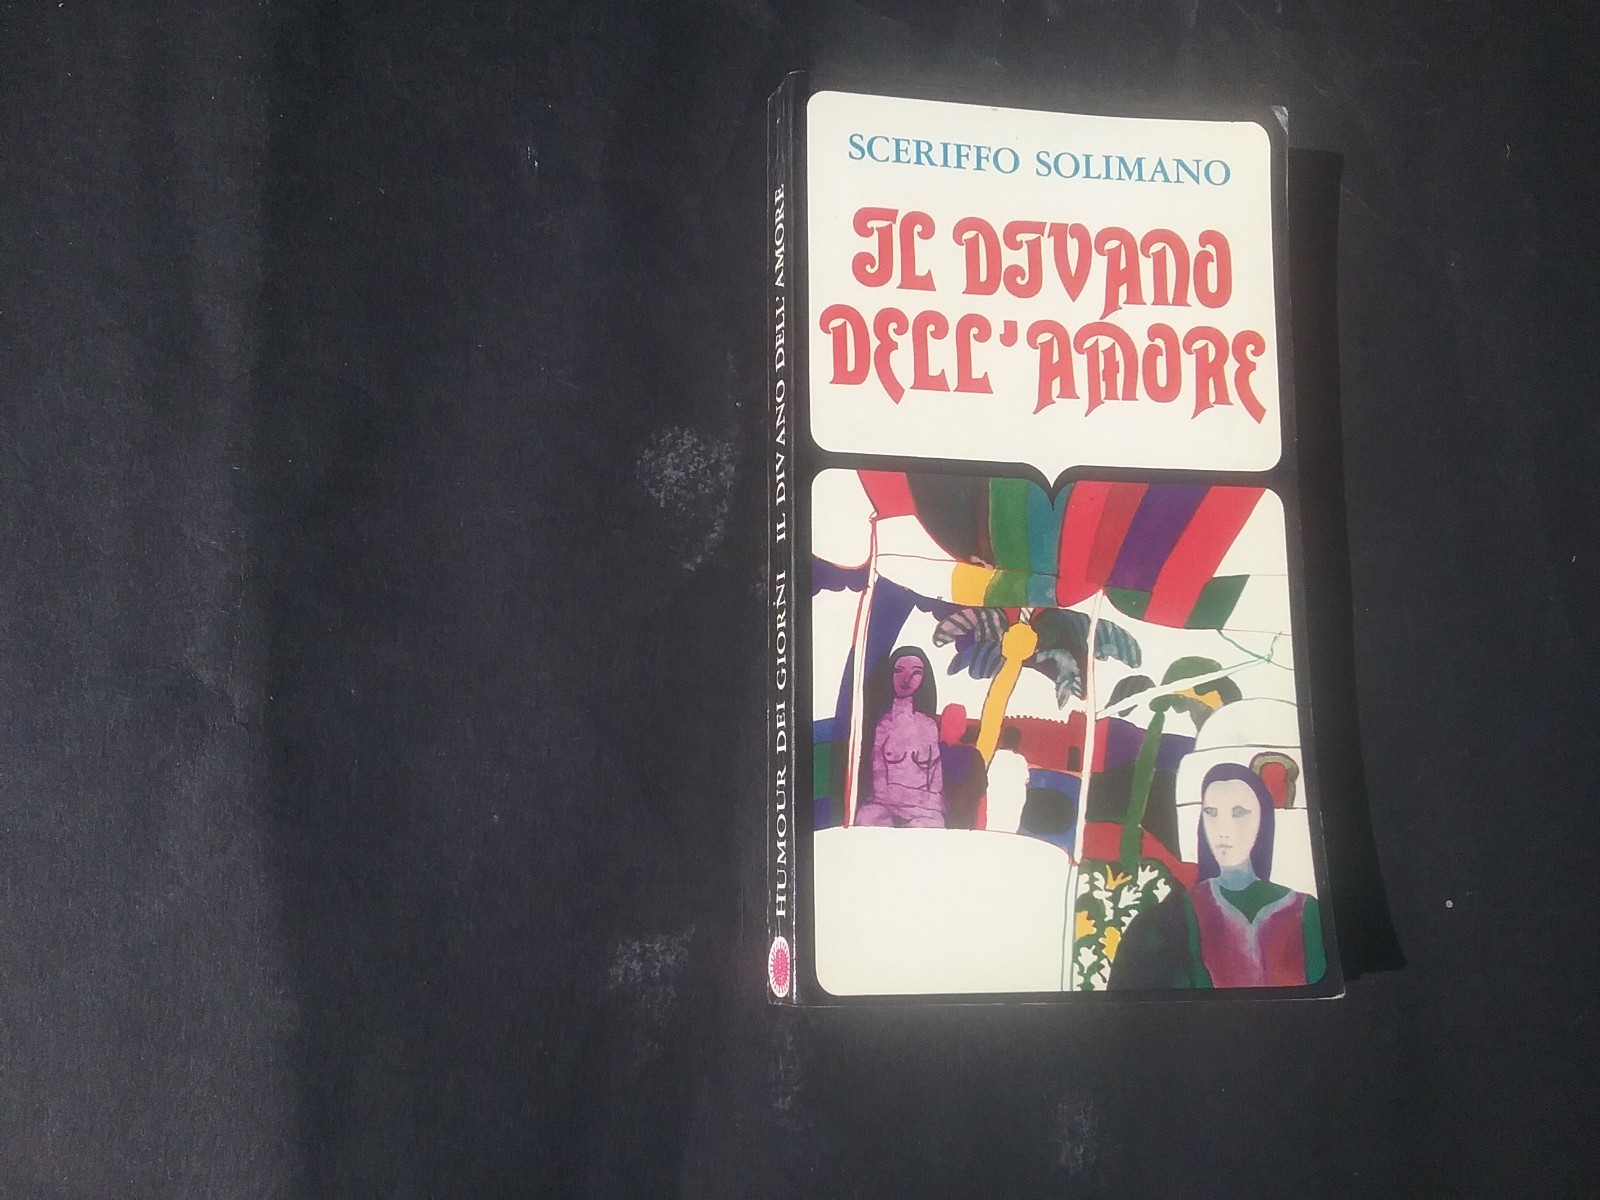 SCERIFFO SOLIMANO
IL DIVANO
DELL'AMORE
HUMOUR DEI GIORNI IL DIVANO DELL'AMORE